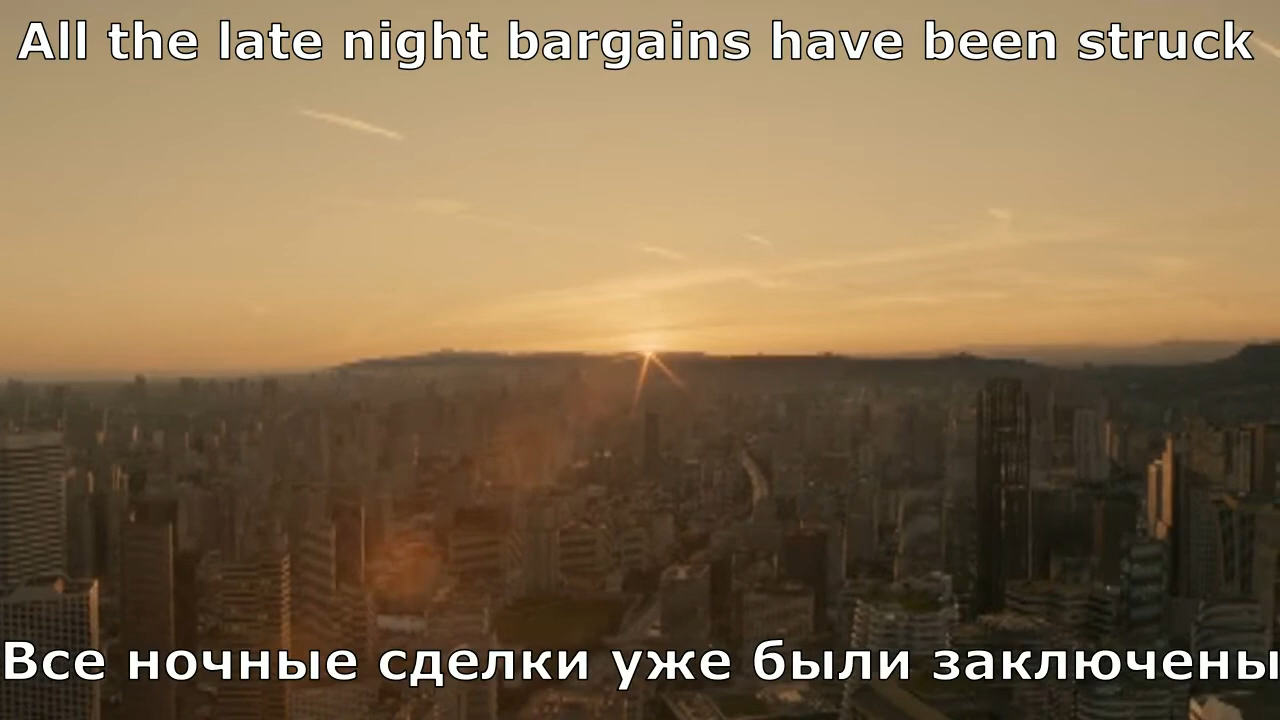 All the late night bargains have been struck
Все ночные сделки уже были заключены